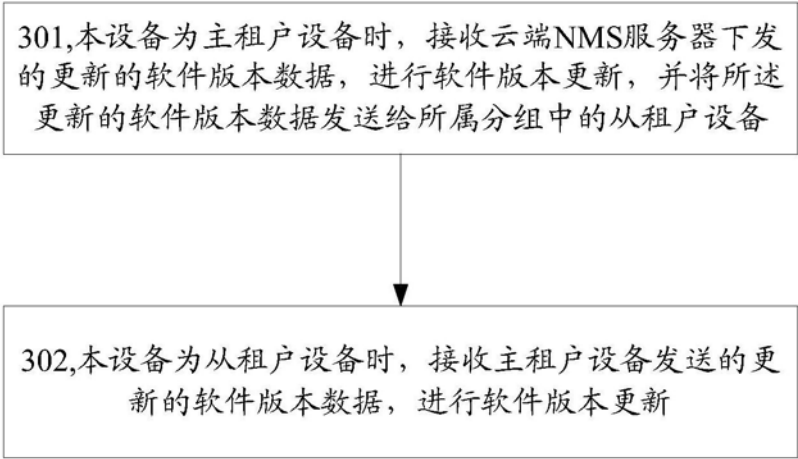 301,本设备为主租户设备时，接收云端NMS服务器下发
的更新的软件版本数据，进行软件版本更新，并将所述
更新的软件版本数据发送给所属分组中的从租户设备
302,本设备为从租户设备时，接收主租户设备发送的更
新的软件版本数据，进行软件版本更新